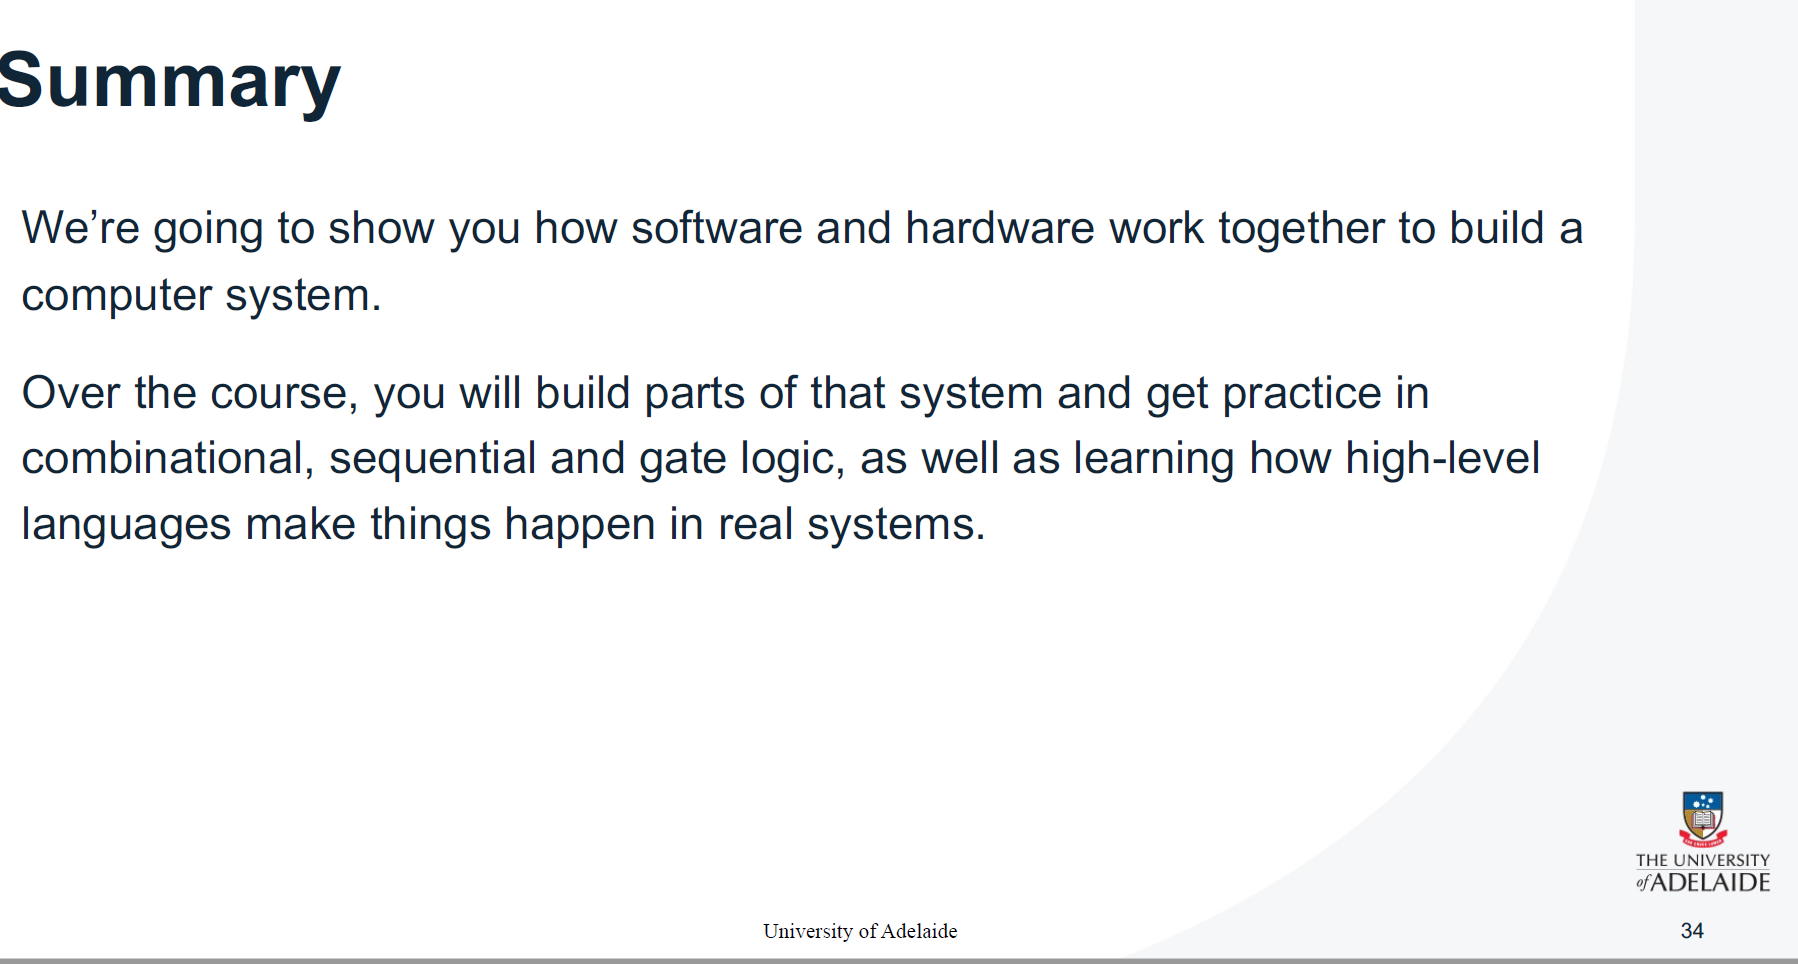 Summary
We’re going to show you how software and hardware work together to build a
computer system.
Over the course, you will build parts of that system and get practice in
combinational, sequential and gate logic, as well as learning how high-level
languages make things happen in real systems.
THE UNIVERSITY
of ADELAIDE
University of Adelaide
34